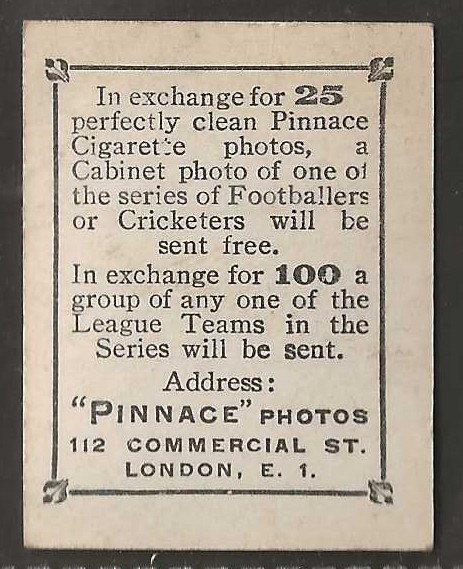 In exchange for 25
perfectly clean Pinnace
Cigarette photos, a
Cabinet photo of one of
the series of Footballers
or Cricketers will be
sent free.
In exchange for 100 a
group of any one of the
League Teams in the
Series will be sent.
Address:
"PINNACE" PHOTOS
112 COMMERCIAL ST.
LONDON, E. 1.